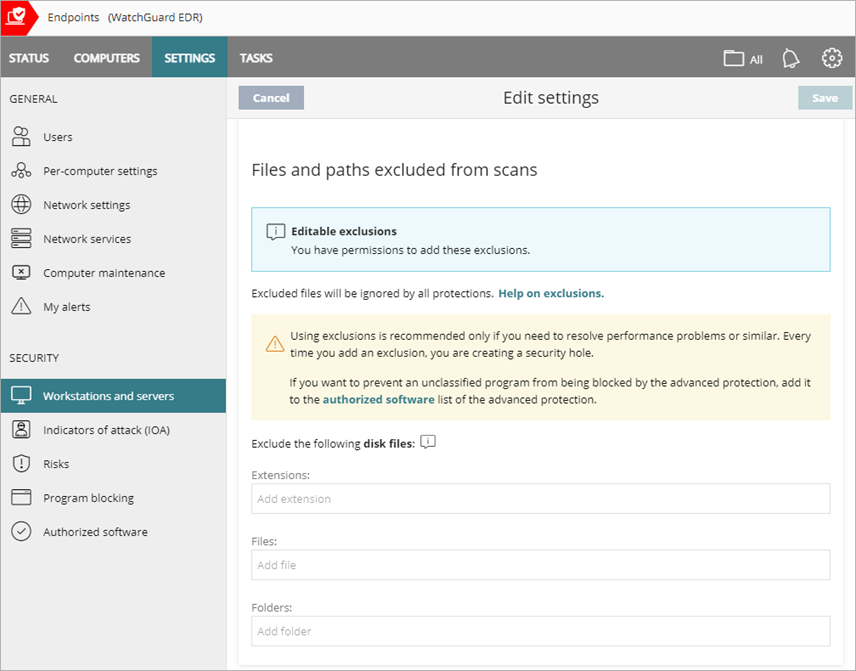 Endpoints (WatchGuard EDR)
STATUS COMPUTERS SETTINGS TASKS All
GENERAL
Users
Per-computer settings
Network settings
Network services
Computer maintenance
My alerts
SECURITY
Workstations and servers
Indicators of attack (IOA)
Risks
Program blocking
Authorized software
Cancel Edit settings Save
Files and paths excluded from scans
Editable exclusions
You have permissions to add these exclusions.
Excluded files will be ignored by all protections. Help on exclusions.
Using exclusions is recommended only if you need to resolve performance problems or similar. Every
time you add an exclusion, you are creating a security hole.
If you want to prevent an unclassified program from being blocked by the advanced protection, add it
to the authorized software list of the advanced protection.
Exclude the following disk files:
Extensions:
Add extension
Files:
Add file
Folders:
Add folder